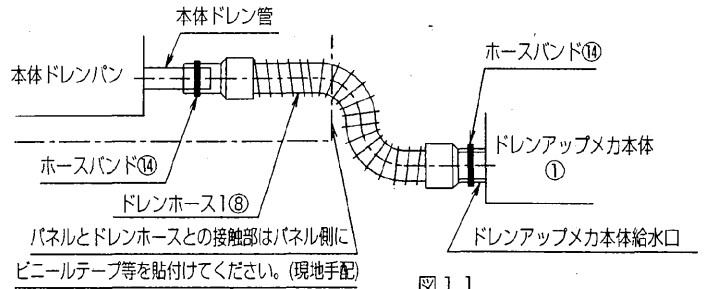 本体ドレン管
本体ドレンパン
ホースバンド⑭
ドレンホース1⑧
パネルとドレンホースとの接触部はパネル側に
ビニールテープ等を貼付けてください。(現地手配)
ホースバンド⑭
ドレンアップメカ本体
①
ドレンアップメカ本体給水口
図11